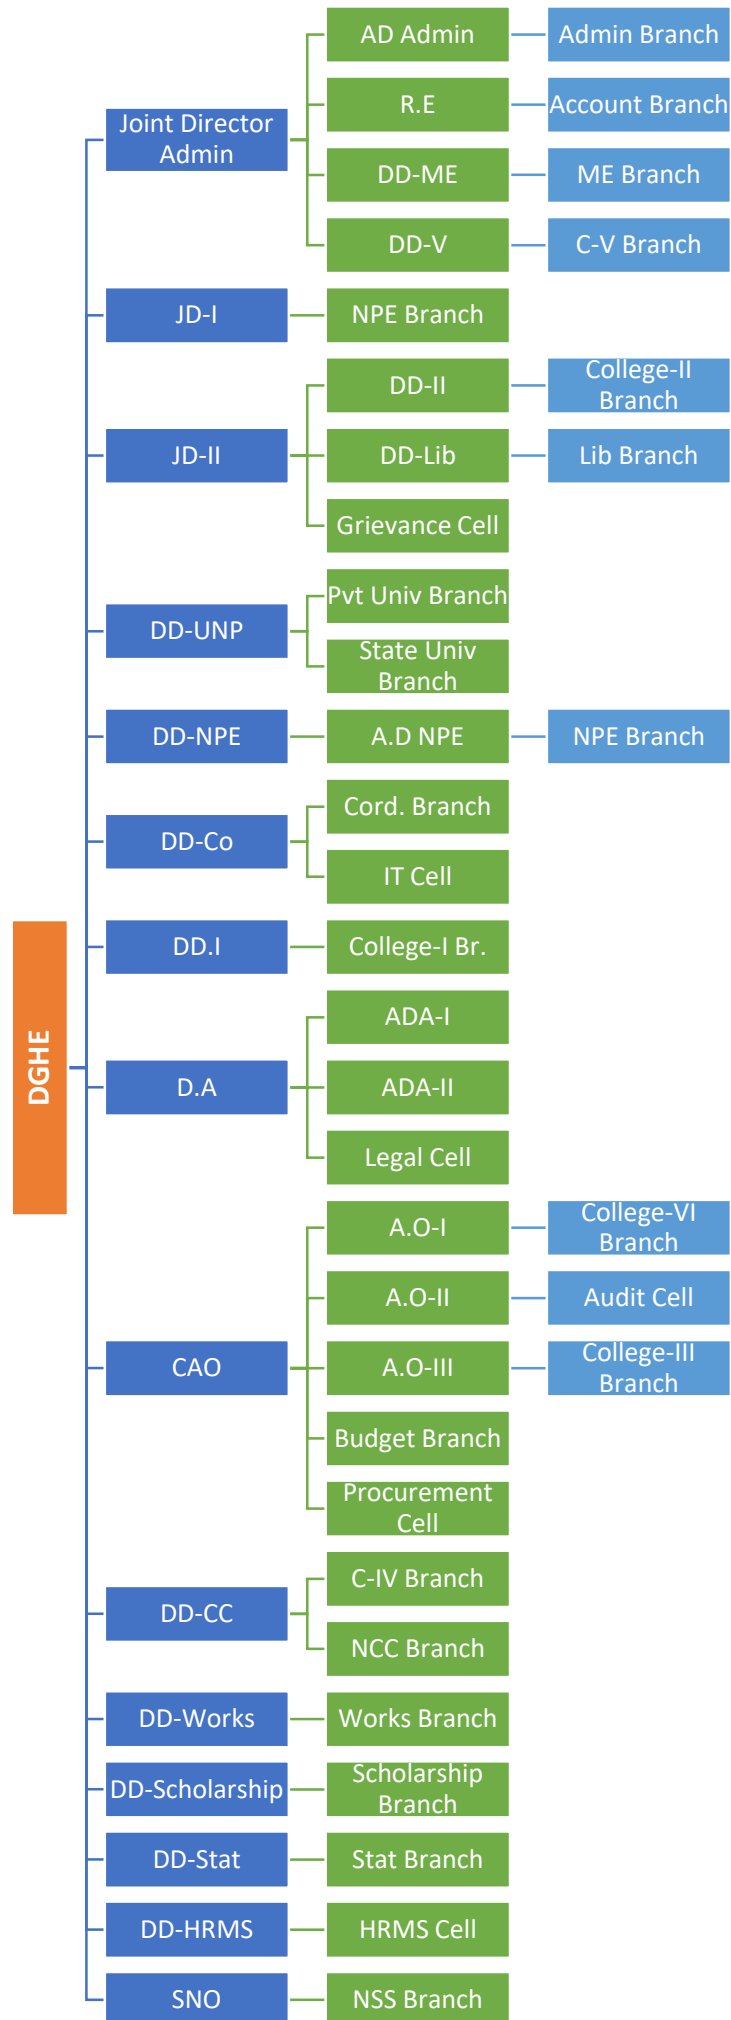 DGHE
Joint Director
Admin
AD Admin
Admin Branch
R.E
Account Branch
DD-ME
ME Branch
DD-V
C-V Branch
JD-I
NPE Branch
JD-II
DD-II
College-II
Branch
DD-Lib
Lib Branch
Grievance Cell
DD-UNP
Pvt Univ Branch
State Univ
Branch
DD-NPE
A.D NPE
NPE Branch
DD-Co
Cord. Branch
IT Cell
DD.I
College-I Br.
D.A
ADA-I
ADA-II
Legal Cell
CAO
A.O-I
College-VI
Branch
A.O-II
Audit Cell
A.O-III
College-III
Branch
Budget Branch
Procurement
Cell
DD-CC
C-IV Branch
NCC Branch
DD-Works
Works Branch
DD-Scholarship
Scholarship
Branch
DD-Stat
Stat Branch
DD-HRMS
HRMS Cell
SNO
NSS Branch